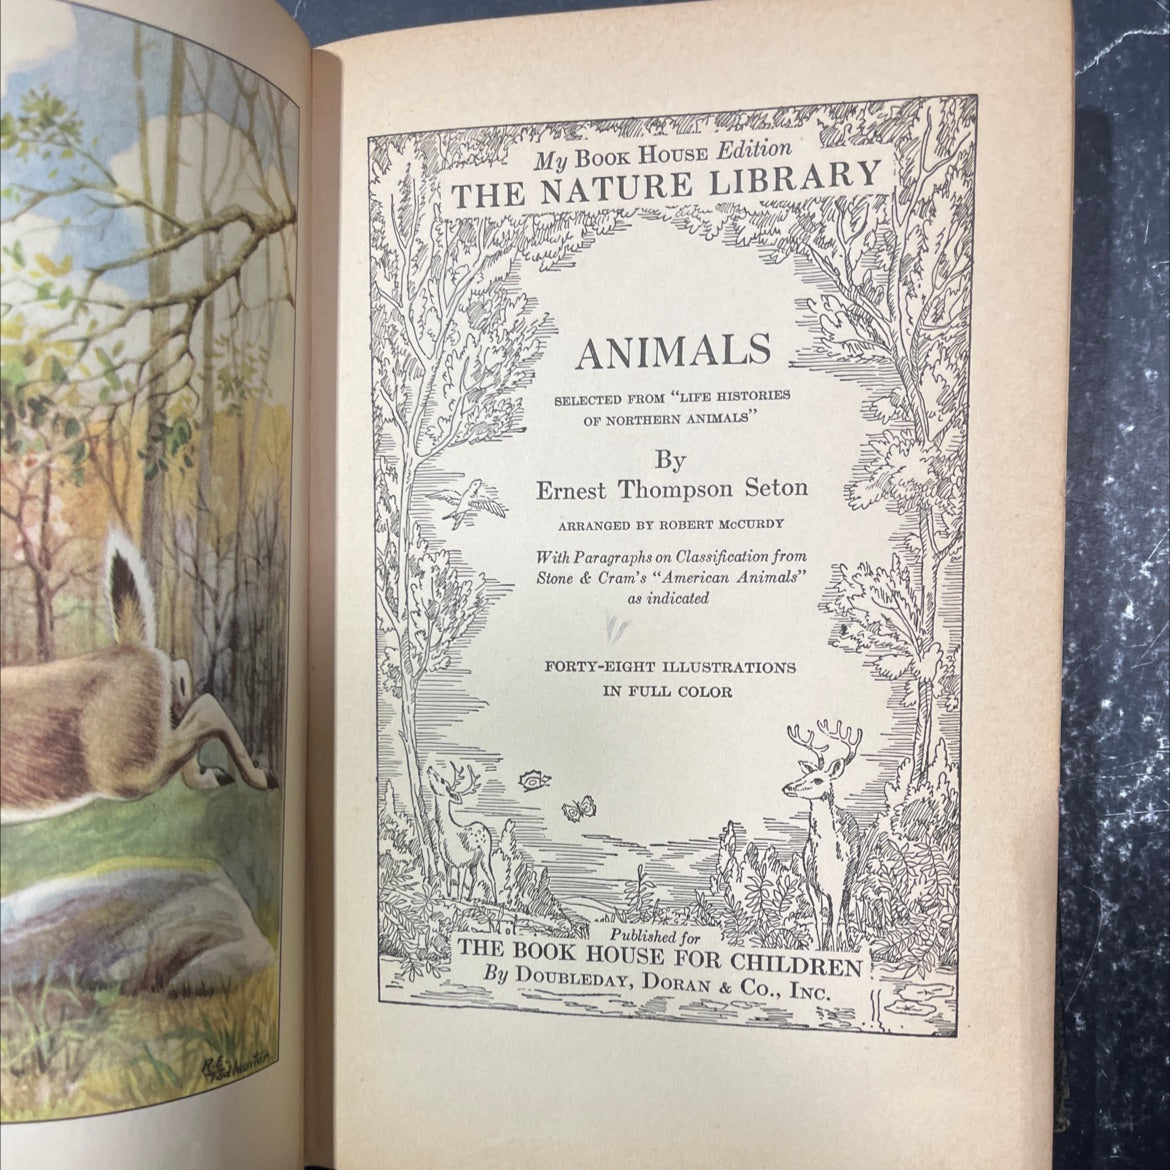 My BOOK HOUSE Edition
THE NATURE LIBRARY
ANIMALS
SELECTED FROM "LIFE HISTORIES
OF NORTHERN ANIMALS"
By
Ernest Thompson Seton
ARRANGED BY ROBERT McCURDY
With Paragraphs on Classification from
Stone & Cram's "American Animals"
as indicated
FORTY-EIGHT ILLUSTRATIONS
IN FULL COLOR
Published for
THE BOOK HOUSE FOR CHILDREN
By DOUBLEDAY, DORAN & CO., INC.